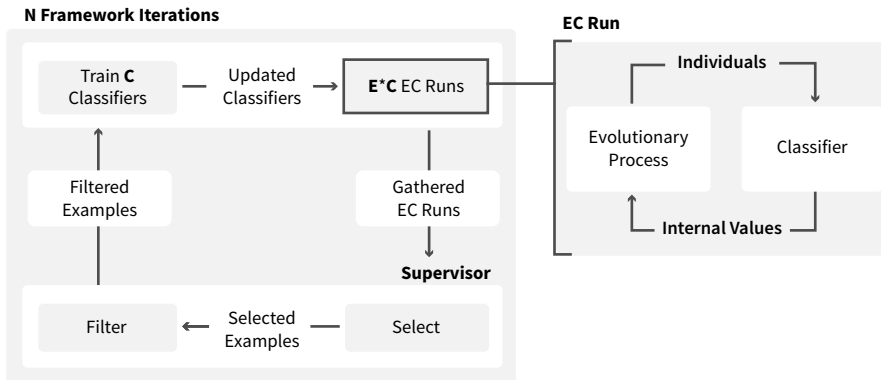 N Framework Iterations
Train C
Classifiers
Updated
Classifiers
E*C EC Runs
Filtered
Examples
Gathered
EC Runs
Supervisor
Filter
Selected
Examples
Select
EC Run
Individuals
Evolutionary
Process
Classifier
Internal Values